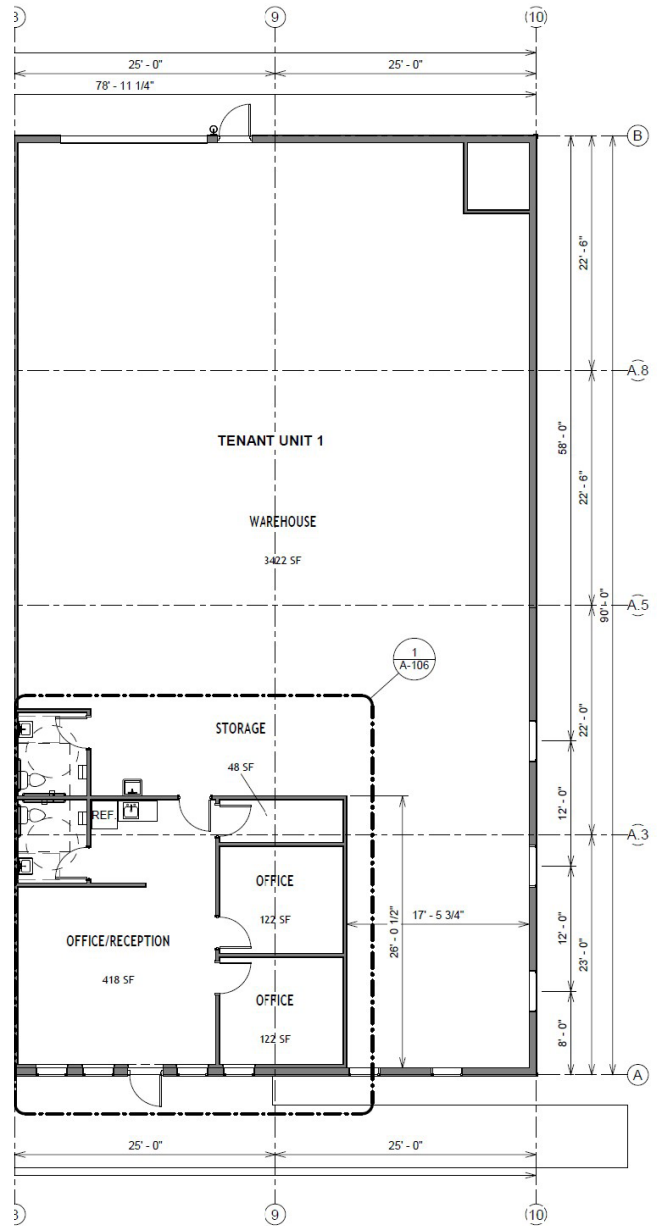 8
9
(10)
25' - 0"
25' - 0"
78' - 11 1/4"
B
22' - 6"
A.8
58' - 0"
TENANT UNIT 1
22' - 6"
WAREHOUSE
3422 SF
A.5
90' - 0"
1
A-106
22' - 0"
STORAGE
48 SF
12' - 0"
REF.
A.3
OFFICE
122 SF
17' - 5 3/4"
26' - 0 1/2"
12' - 0"
23' - 0"
OFFICE/RECEPTION
418 SF
OFFICE
122 SF
8' - 0"
A
25' - 0"
25' - 0"
8
9
(10)